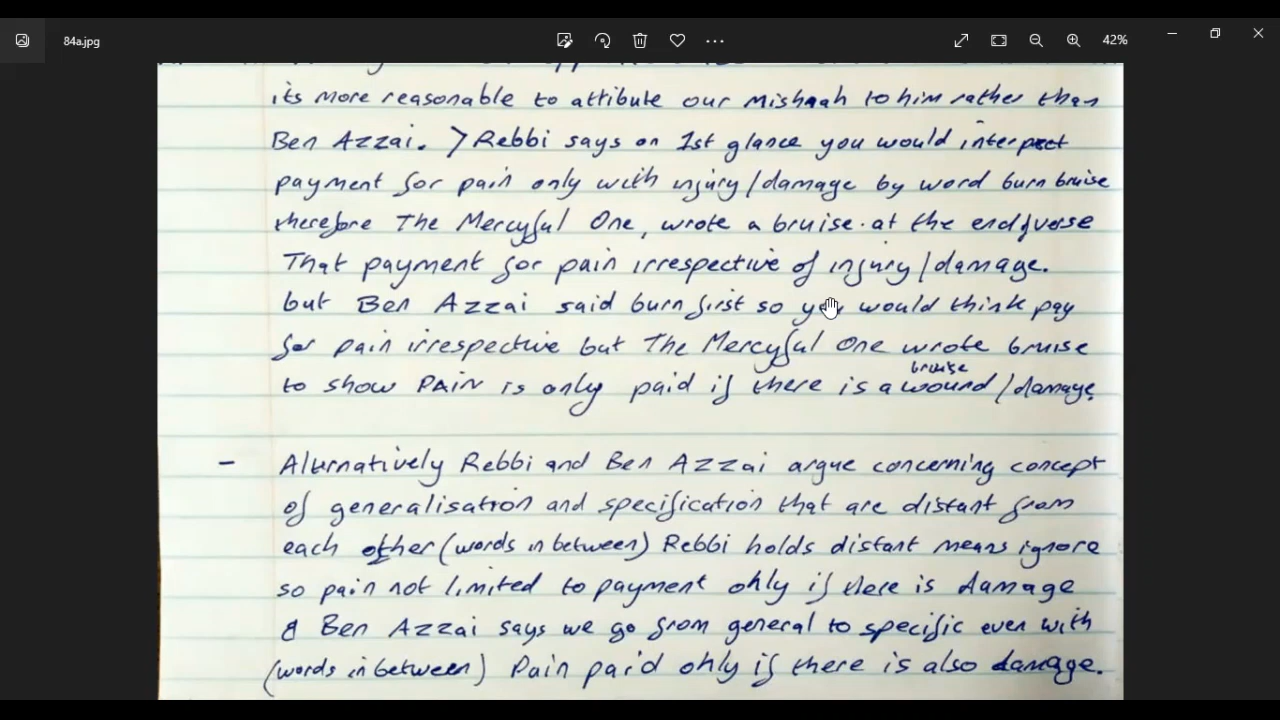 84a.jpg
42%
its more reasonable to attibute our Mishnah to him rather than
Ben Azzai. > Rebbi says on 1st glance you would interpret
payment for pain only with injury/damage by word burn bruise
therefore The Mercyful One, wrote a bruise at the end of verse
That payment for pain irrespective of injury/damage.
but Ben Azzai said burn first so you would think pay
for pain irrespective but The Mercyful One wrote bruise
bruise
to show PAIN is only paid if there is a wound/damage
- Alternatively Rebbi and Ben Azzai argue concerning concept
of generalisation and specification that are distant from
each other (words in between) Rebbi holds distant means ignore
so pain not limited to payment only if there is damage
& Ben Azzai says we go from general to specific even with
(words in between) Pain paid only if there is also damage.